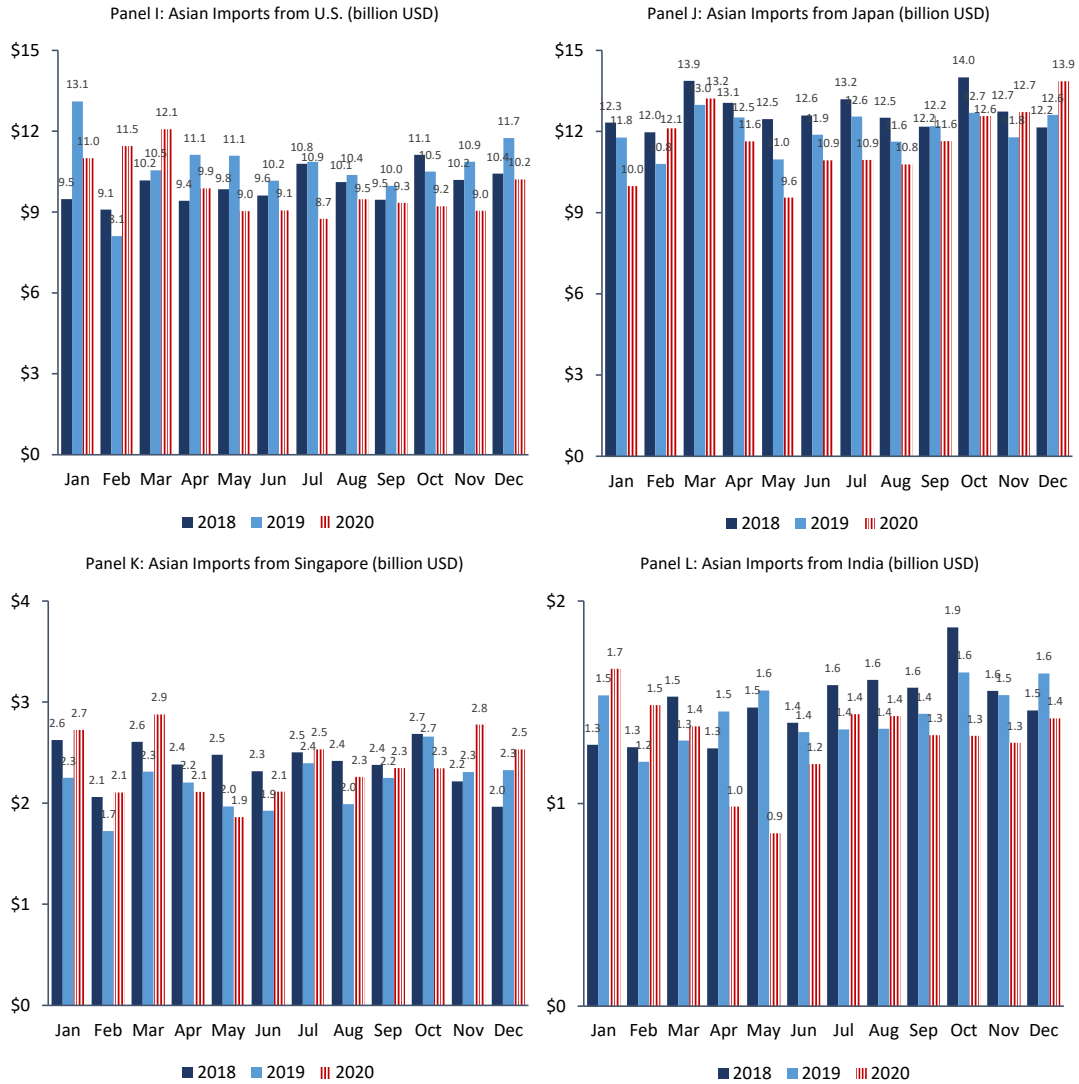 Panel I: Asian Imports from U.S. (billion USD)
$15
$12
$9
$6
$3
$0
9.5 13.1 11.0
9.1 8.1 11.5
10.2 10.5 12.1
9.4 11.1 9.9
9.8 11.1 9.0
9.6 10.2 9.1
10.8 10.9 8.7
10.1 10.4 9.5
9.5 10.0 9.3
11.1 10.5 9.2
10.2 10.9 9.0
10.4 11.7 10.2
Jan Feb Mar Apr May Jun Jul Aug Sep Oct Nov Dec
2018 2019 2020
Panel J: Asian Imports from Japan (billion USD)
$15
$12
$9
$6
$3
$0
12.3 11.8 10.0
12.0 10.8 12.1
13.9 13.0 13.2
13.1 12.5 11.6
12.5 11.0 9.6
12.6 11.9 10.9
13.2 12.6 10.9
12.5 11.6 10.8
12.2 12.2 11.6
14.0 12.7 12.6
12.7 11.8 12.7
12.2 12.6 13.9
Jan Feb Mar Apr May Jun Jul Aug Sep Oct Nov Dec
2018 2019 2020
Panel K: Asian Imports from Singapore (billion USD)
$4
$3
$2
$1
$0
2.6 2.3 2.7
2.1 1.7 2.1
2.6 2.3 2.9
2.4 2.2 2.1
2.5 2.0 1.9
2.3 1.9 2.1
2.5 2.4 2.5
2.4 2.0 2.3
2.4 2.2 2.3
2.7 2.7 2.3
2.2 2.3 2.8
2.0 2.3 2.5
Jan Feb Mar Apr May Jun Jul Aug Sep Oct Nov Dec
2018 2019 2020
Panel L: Asian Imports from India (billion USD)
$2
$1
$0
1.3 1.5 1.7
1.3 1.2 1.5
1.5 1.3 1.4
1.3 1.5 1.0
1.5 1.6 0.9
1.4 1.4 1.2
1.6 1.4 1.4
1.6 1.4 1.4
1.6 1.4 1.3
1.9 1.6 1.3
1.6 1.5 1.3
1.5 1.6 1.4
Jan Feb Mar Apr May Jun Jul Aug Sep Oct Nov Dec
2018 2019 2020